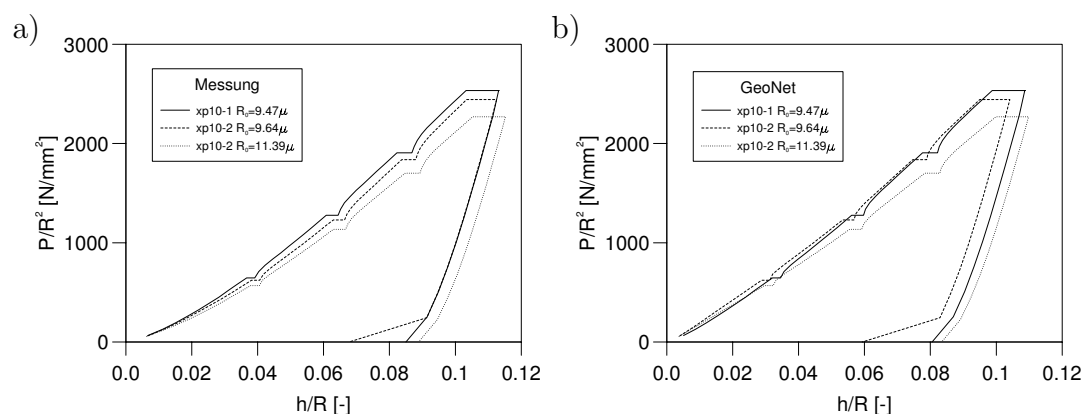 a)
3000
2000
1000
0
P/R² [N/mm²]
Messung
xp10-1 R₀=9.47μ
xp10-2 R₀=9.64μ
xp10-2 R₀=11.39μ
0.0 0.02 0.04 0.06 0.08 0.1 0.12
h/R [-]
b)
3000
2000
1000
0
P/R² [N/mm²]
GeoNet
xp10-1 R₀=9.47μ
xp10-2 R₀=9.64μ
xp10-2 R₀=11.39μ
0.0 0.02 0.04 0.06 0.08 0.1 0.12
h/R [-]